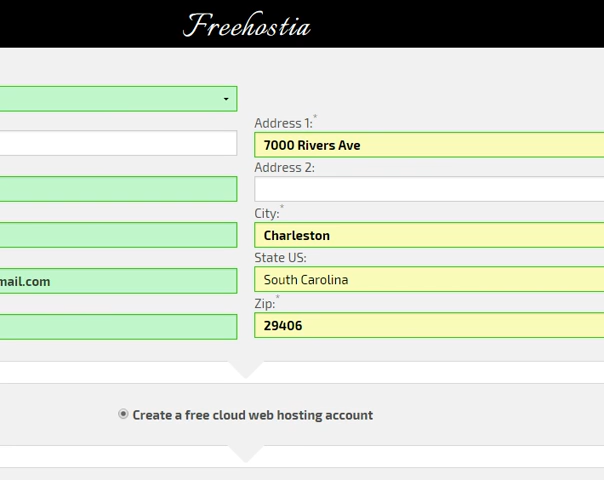 Freehostia
Address 1:*
7000 Rivers Ave
Address 2:
City:*
Charleston
mail.com
State US:
South Carolina
Zip:*
29406
Create a free cloud web hosting account